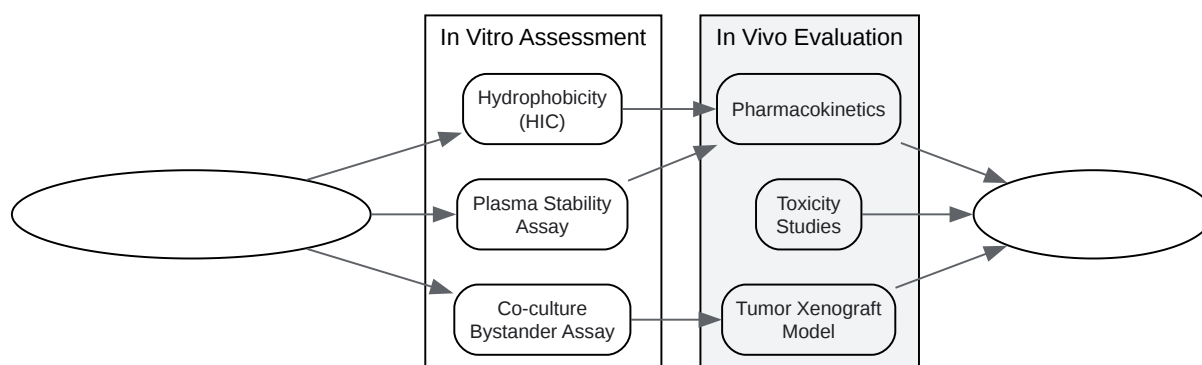 In Vitro Assessment
Hydrophobicity
(HIC)
Plasma Stability
Assay
Co-culture
Bystander Assay
In Vivo Evaluation
Pharmacokinetics
Toxicity
Studies
Tumor Xenograft
Model